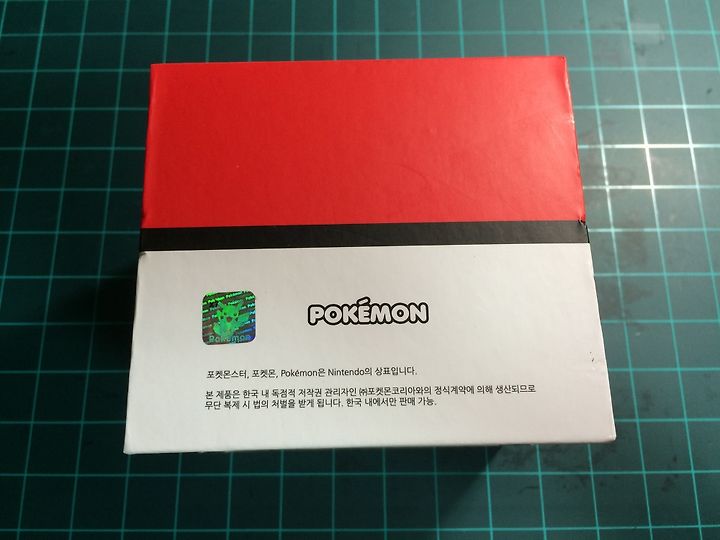 POKÉMON
Pokémon
포켓몬스터, 포켓몬, Pokémon은 Nintendo의 상표입니다.
본 제품은 한국 내 독점적 저작권 관리자인 ㈜포켓몬코리아와의 정식계약에 의해 생산되므로
무단 복제 시 법의 처벌을 받게 됩니다. 한국 내에서만 판매 가능.